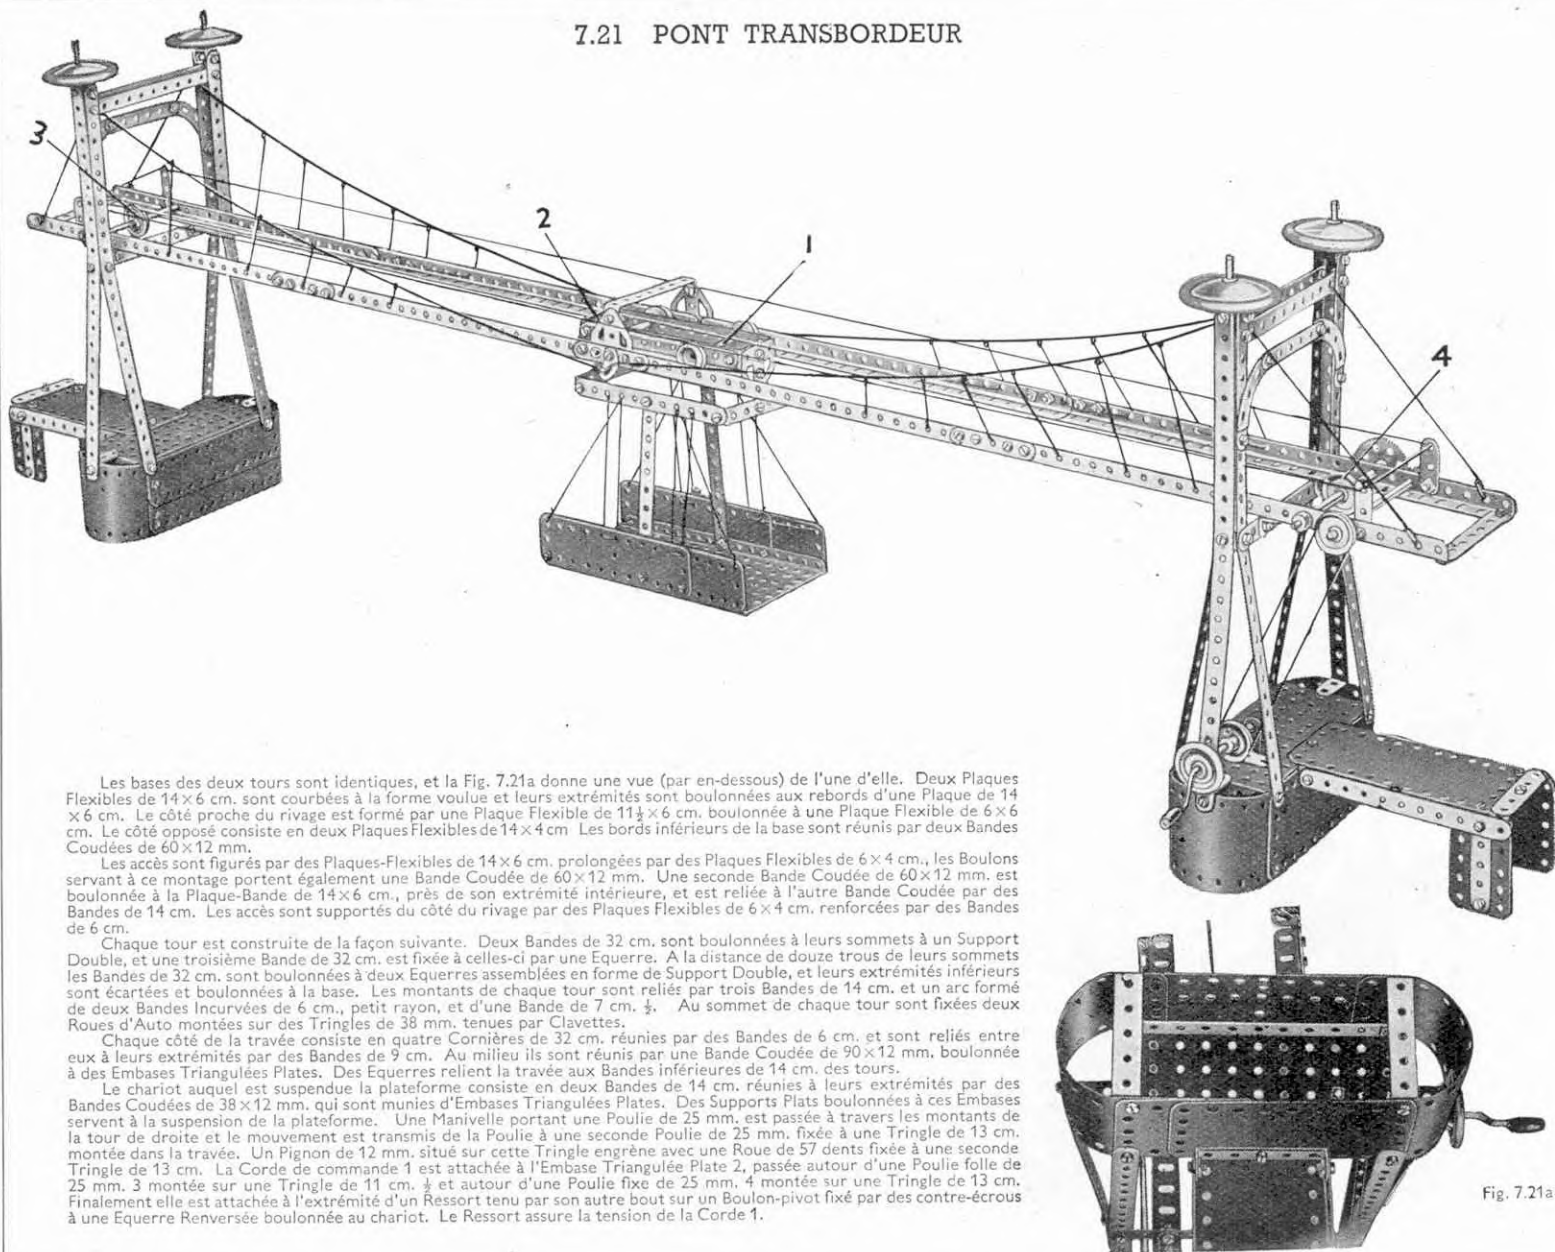 7.21 PONT TRANSBORDEUR
3
2
1
4
Les bases des deux tours sont identiques, et la Fig. 7.21a donne une vue (par en-dessous) de l'une d'elle. Deux Plaques
Flexibles de 14×6 cm. sont courbées à la forme voulue et leurs extrémités sont boulonnées aux rebords d'une Plaque de 14
×6 cm. Le côté proche du rivage est formé par une Plaque Flexible de 11½×6 cm. boulonnée à une Plaque Flexible de 6×6
cm. Le côté opposé consiste en deux Plaques Flexibles de 14×4cm Les bords inférieurs de la base sont réunis par deux Bandes
Coudées de 60×12 mm.
Les accès sont figurés par des Plaques-Flexibles de 14×6 cm. prolongées par des Plaques Flexibles de 6×4 cm., les Boulons
servant à ce montage portent également une Bande Coudée de 60×12 mm. Une seconde Bande Coudée de 60×12 mm. est
boulonnée à la Plaque-Bande de 14×6 cm., près de son extrémité intérieure, et est reliée à l'autre Bande Coudée par des
Bandes de 14 cm. Les accès sont supportés du côté du rivage par des Plaques Flexibles de 6×4 cm. renforcées par des Bandes
de 6 cm.
Chaque tour est construite de la façon suivante. Deux Bandes de 32 cm. sont boulonnées à leurs sommets à un Support
Double, et une troisième Bande de 32 cm. est fixée à celles-ci par une Equerre. A la distance de douze trous de leurs sommets
les Bandes de 32 cm. sont boulonnées à deux Equerres assemblées en forme de Support Double, et leurs extrémités inférieurs
sont écartées et boulonnées à la base. Les montants de chaque tour sont reliés par trois Bandes de 14 cm. et un arc formé
de deux Bandes Incurvées de 6 cm., petit rayon, et d'une Bande de 7 cm. ½. Au sommet de chaque tour sont fixées deux
Roues d'Auto montées sur des Tringles de 38 mm. tenues par Clavettes.
Chaque côté de la travée consiste en quatre Cornières de 32 cm. réunies par des Bandes de 6 cm. et sont reliés entre
eux à leurs extrémités par des Bandes de 9 cm. Au milieu ils sont réunis par une Bande Coudée de 90×12 mm. boulonnée
à des Embases Triangulées Plates. Des Equerres relient la travée aux Bandes inférieures de 14 cm. des tours.
Le chariot auquel est suspendue la plateforme consiste en deux Bandes de 14 cm. réunies à leurs extrémités par des
Bandes Coudées de 38×12 mm. qui sont munies d'Embases Triangulées Plates. Des Supports Plats boulonnées à ces Embases
servent à la suspension de la plateforme. Une Manivelle portant une Poulie de 25 mm. est passée à travers les montants de
la tour de droite et le mouvement est transmis de la Poulie à une seconde Poulie de 25 mm. fixée à une Tringle de 13 cm.
montée dans la travée. Un Pignon de 12 mm. situé sur cette Tringle engrène avec une Roue de 57 dents fixée à une seconde
Tringle de 13 cm. La Corde de commande 1 est attachée à l'Embase Triangulée Plate 2, passée autour d'une Poulie folle de
25 mm. 3 montée sur une Tringle de 11 cm. ½ et autour d'une Poulie fixe de 25 mm. 4 montée sur une Tringle de 13 cm.
Finalement elle est attachée à l'extrémité d'un Ressort tenu par son autre bout sur un Boulon-pivot fixé par des contre-écrous
à une Equerre Renversée boulonnée au chariot. Le Ressort assure la tension de la Corde 1.
Fig. 7.21a